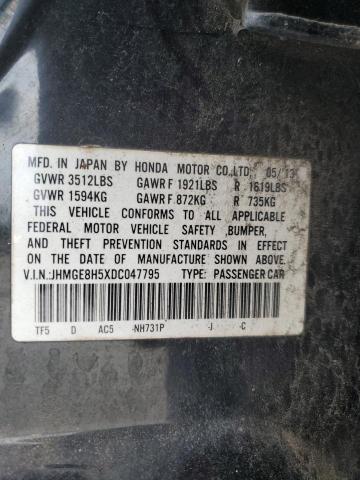 MFD. IN JAPAN BY HONDA MOTOR CO.,LTD. 05/13
GVWR 3512LBS GAWR F 1921LBS R 1619LBS
GVWR 1594KG GAWR F 872KG R 735KG
THIS VEHICLE CONFORMS TO ALL APPLICABLE
FEDERAL MOTOR VEHICLE SAFETY ,BUMPER,
AND THEFT PREVENTION STANDARDS IN EFFECT
ON THE DATE OF MANUFACTURE SHOWN ABOVE.
V.I.N.:JHMGE8H5XDC047795 TYPE: PASSENGER CAR
TF5 D AC5 -NH731P -J -C